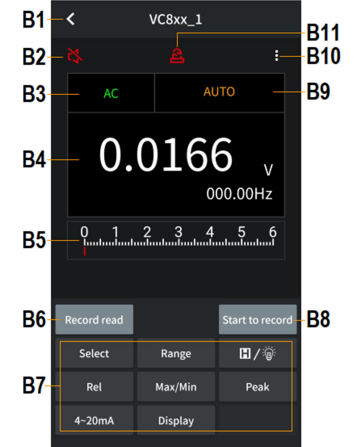 B1 < VC8xx_1
B11
B2 B10
B3 AC AUTO B9
B4 0.0166 V
000.00Hz
B5 0 1 2 3 4 5 6
B6 Record read Start to record B8
Select Range H/
B7 Rel Max/Min Peak
4~20mA Display